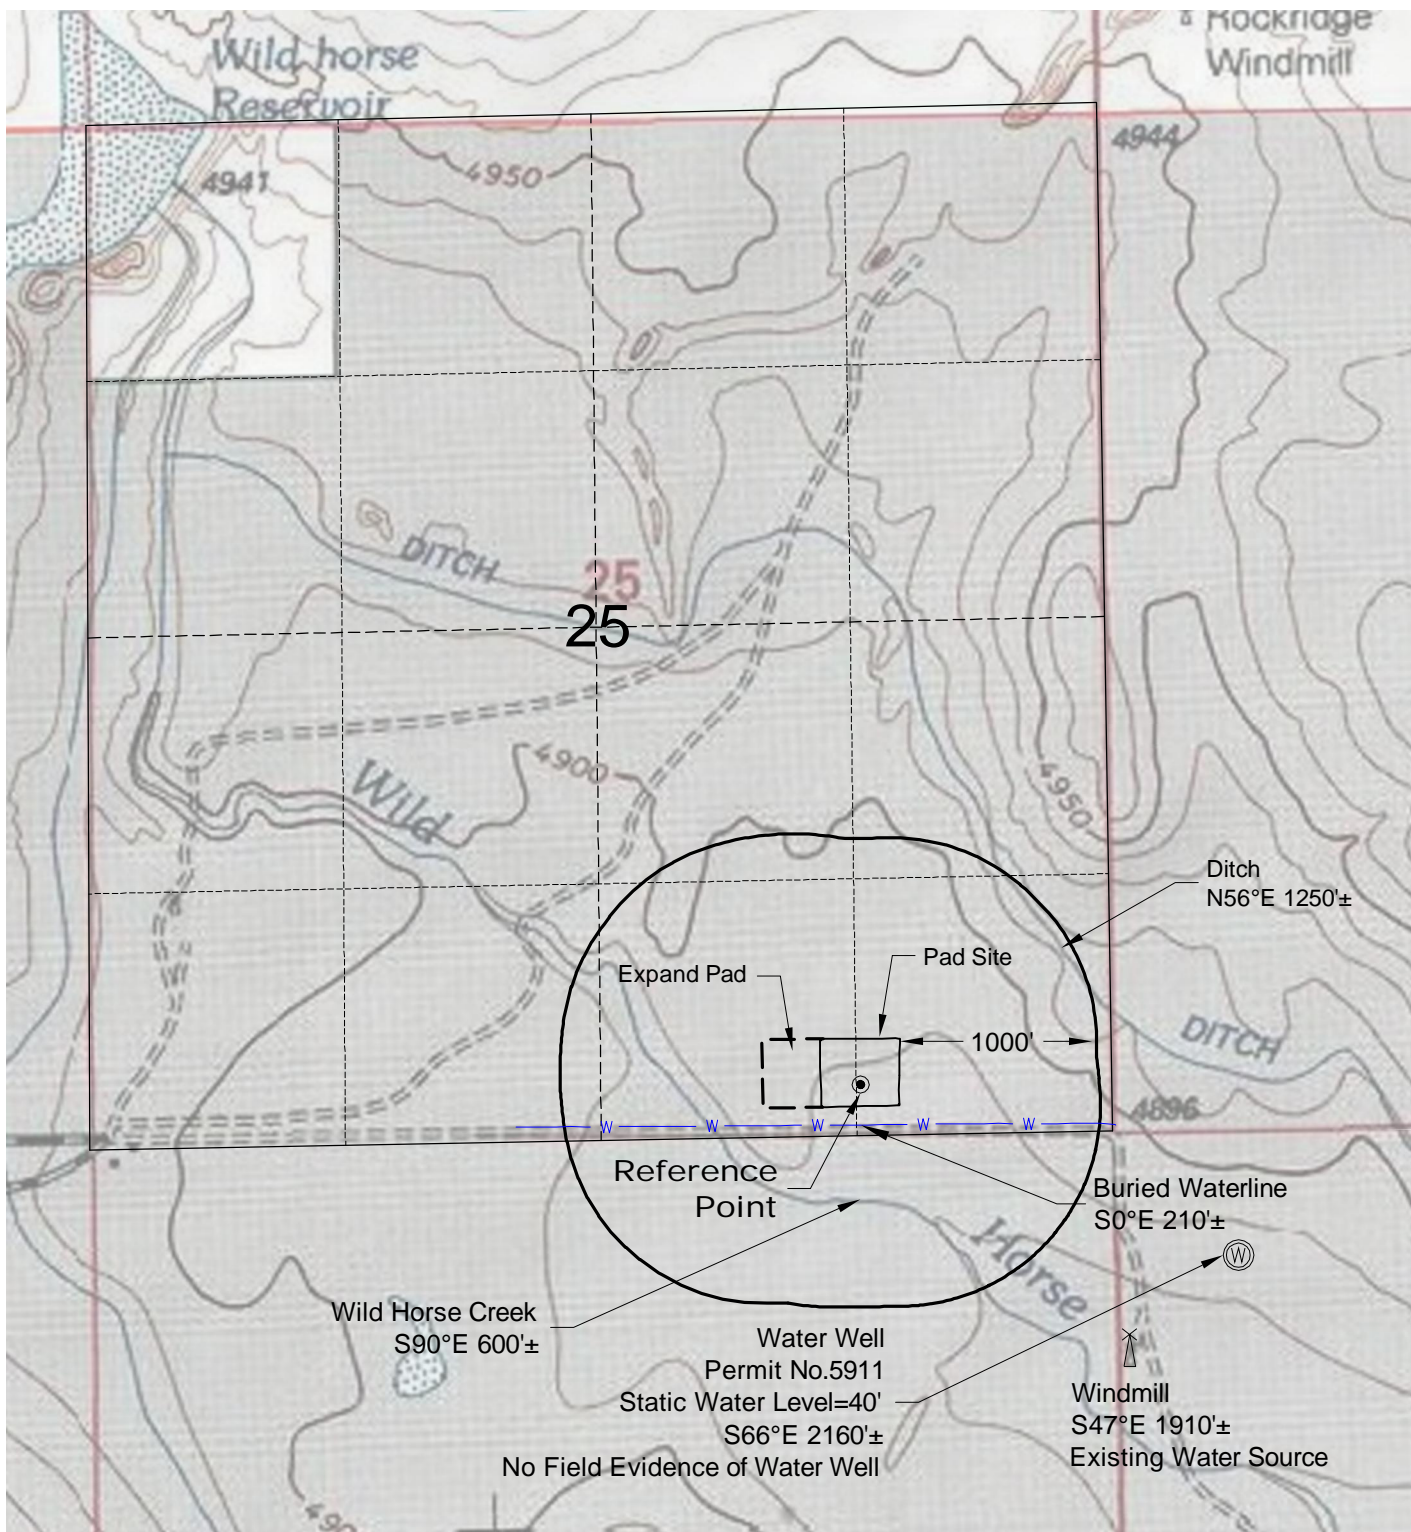 Rockridge
Windmill
Wild horse
Reservoir
4944
4941
4950
DITCH
25
25
4900
Wild
4950
Ditch
N56°E 1250'±
Pad Site
Expand Pad
1000'
DITCH
4896
W W W W W
Reference
Point
Buried Waterline
S0°E 210'±
W
Horse
Wild Horse Creek
S90°E 600'±
Water Well
Permit No.5911
Static Water Level=40'
S66°E 2160'±
No Field Evidence of Water Well
Windmill
S47°E 1910'±
Existing Water Source